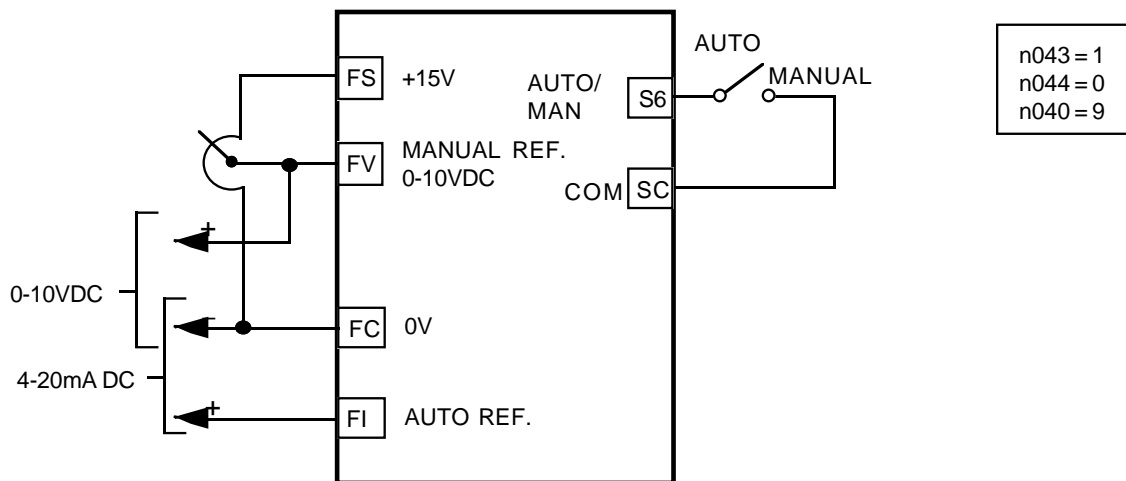 FS +15V
FV MANUAL REF.
0-10VDC
+
0-10VDC
–
FC 0V
4-20mA DC
+
FI AUTO REF.
AUTO/
MAN
S6
AUTO
MANUAL
COM SC
n043 = 1
n044 = 0
n040 = 9